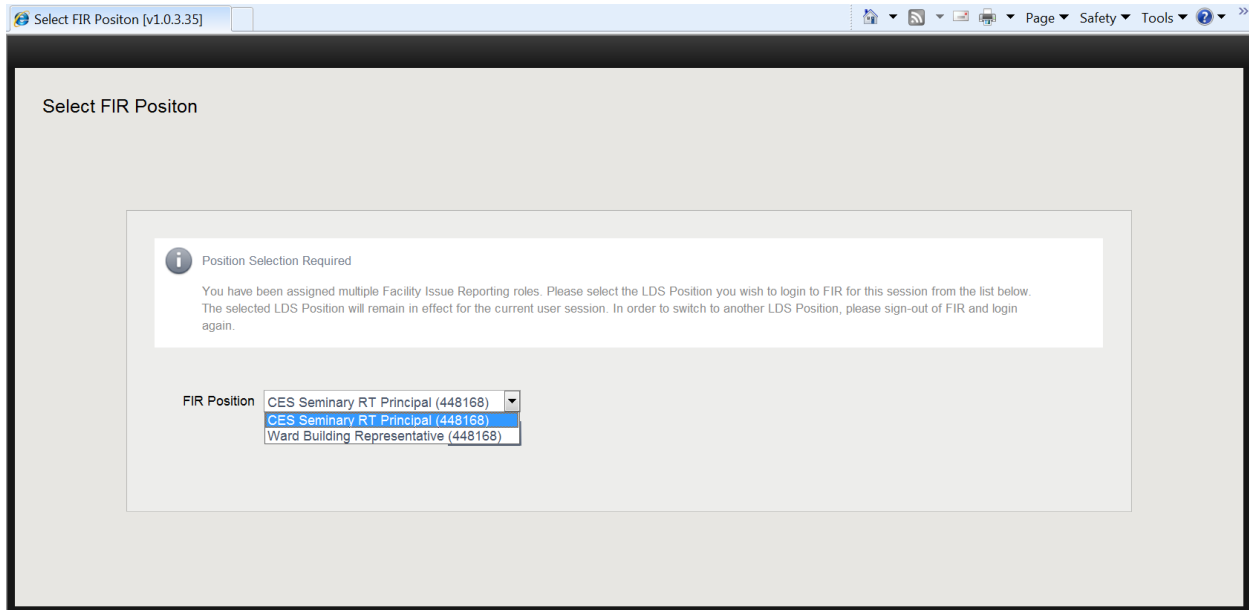 Select FIR Positon [v1.0.3.35]
Page Safety Tools
Select FIR Positon
Position Selection Required
You have been assigned multiple Facility Issue Reporting roles. Please select the LDS Position you wish to login to FIR for this session from the list below.
The selected LDS Position will remain in effect for the current user session. In order to switch to another LDS Position, please sign-out of FIR and login
again.
FIR Position CES Seminary RT Principal (448168)
CES Seminary RT Principal (448168)
Ward Building Representative (448168)